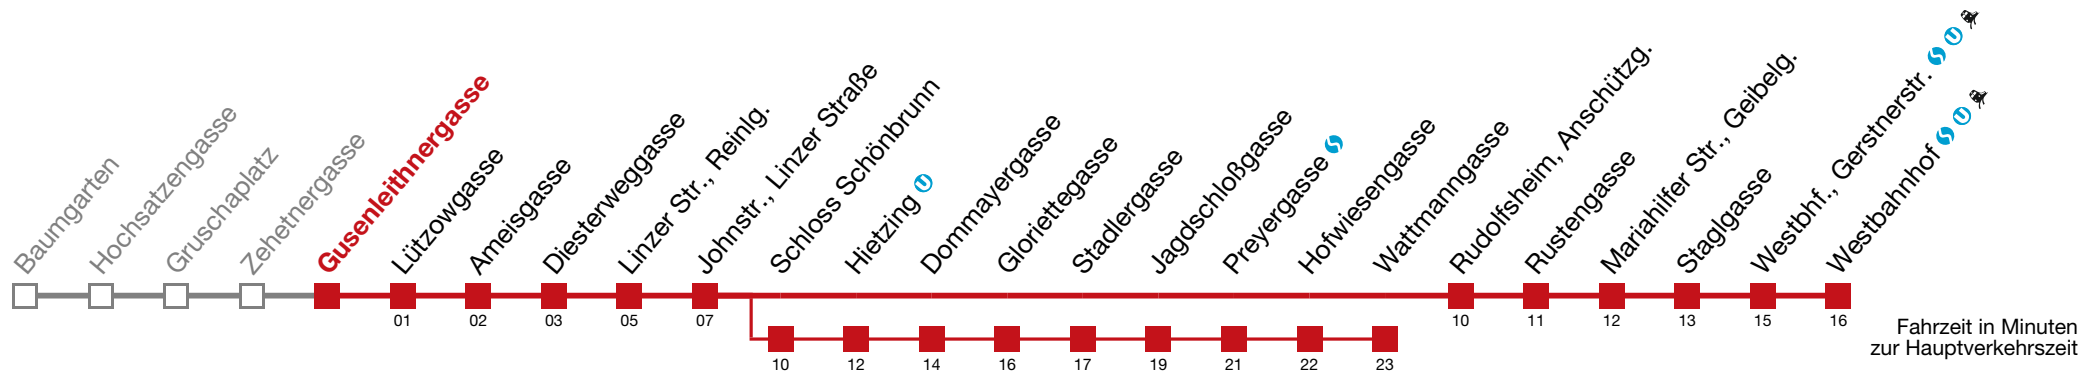 Baumgarten
Hochsatzengasse
Gruschaplatz
Zehetnergasse
Gusenleithnergasse
Lützowgasse
Ameisgasse
Diesterweggasse
Linzer Str., Reinlg.
Johnstr., Linzer Straße
Schloss Schönbrunn
Hietzing U
Dommayergasse
Gloriettegasse
Stadlergasse
Jagdschloßgasse
Preyergasse S
Hofwiesengasse
Wattmanngasse
Rudolfsheim, Anschützg.
Rustengasse
Mariahilfer Str., Geibelg.
Staglgasse
Westbhf., Gerstnerstr. S U
Westbahnhof S U
01 02 03 05 07 10 11 12 13 15 16
10 12 14 16 17 19 21 22 23
Fahrzeit in Minuten
zur Hauptverkehrszeit